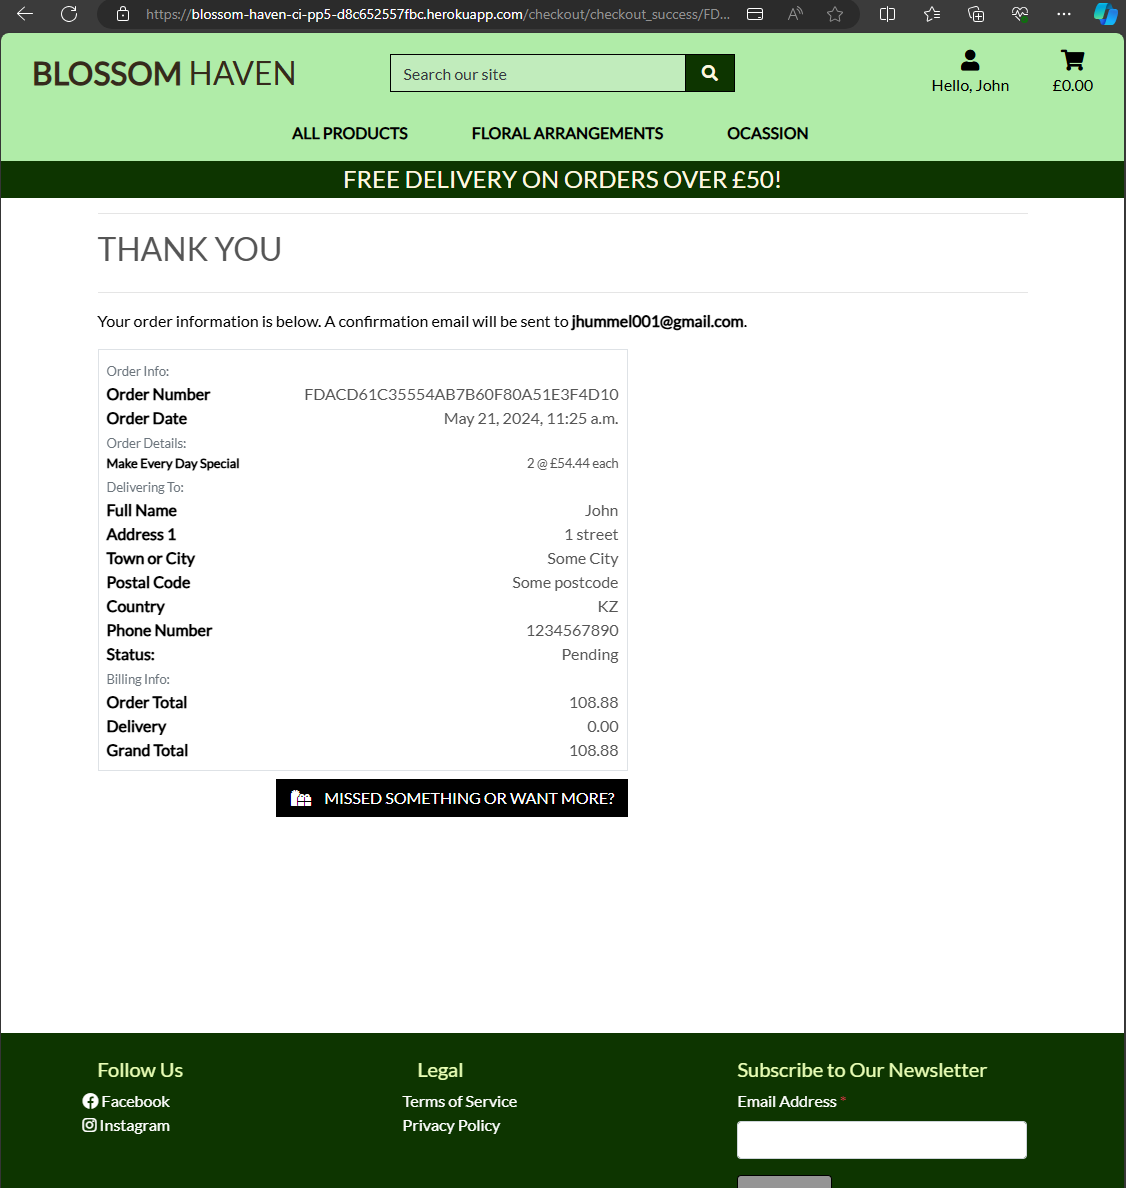 https://blossom-haven-ci-pp5-d8c652557fbc.herokuapp.com/checkout/checkout_success/FD...
BLOSSOM HAVEN
Search our site
Hello, John
£0.00
ALL PRODUCTS
FLORAL ARRANGEMENTS
OCASSION
FREE DELIVERY ON ORDERS OVER £50!
THANK YOU
Your order information is below. A confirmation email will be sent to jhummel001@gmail.com.
Order Info:
Order Number FDACD61C35554AB7B60F80A51E3F4D10
Order Date May 21, 2024, 11:25 a.m.
Order Details:
Make Every Day Special 2 @ £54.44 each
Delivering To:
Full Name John
Address 1 1 street
Town or City Some City
Postal Code Some postcode
Country KZ
Phone Number 1234567890
Status: Pending
Billing Info:
Order Total 108.88
Delivery 0.00
Grand Total 108.88
MISSED SOMETHING OR WANT MORE?
Follow Us
Facebook
Instagram
Legal
Terms of Service
Privacy Policy
Subscribe to Our Newsletter
Email Address *